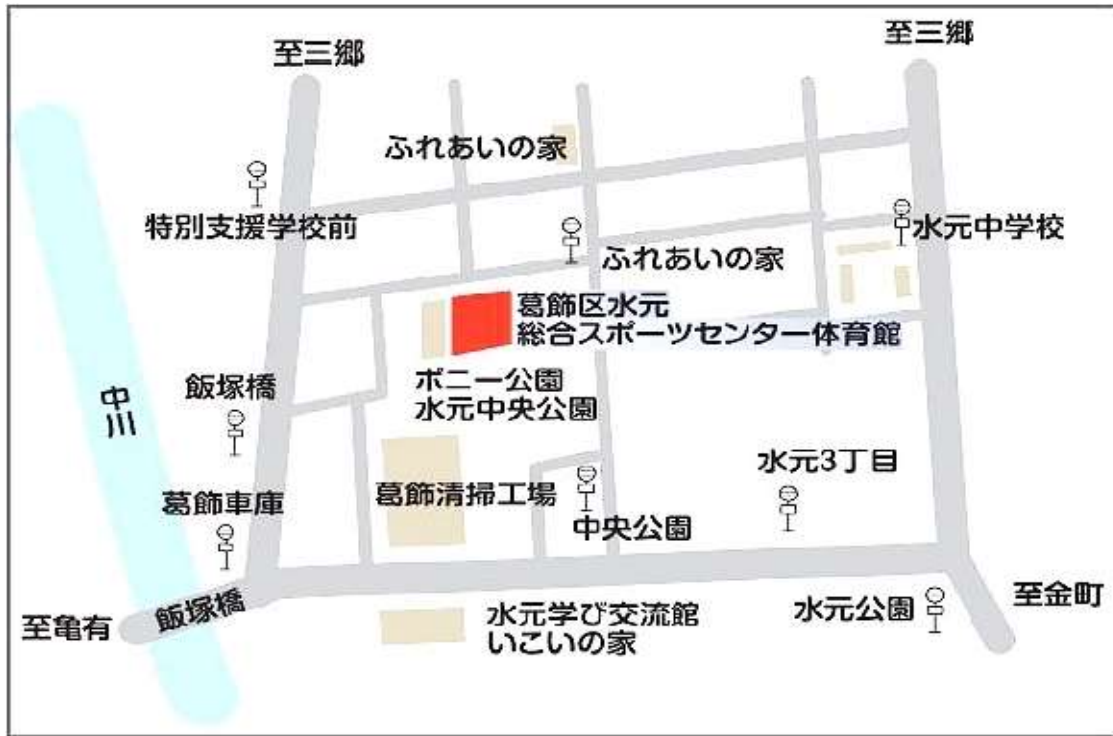 至三郷
至三郷
ふれあいの家
特別支援学校前
水元中学校
ふれあいの家
葛飾区水元
総合スポーツセンター体育館
ポニー公園
水元中央公園
飯塚橋
中川
水元3丁目
葛飾清掃工場
葛飾車庫
中央公園
飯塚橋
至亀有
水元学び交流館
いこいの家
水元公園
至金町